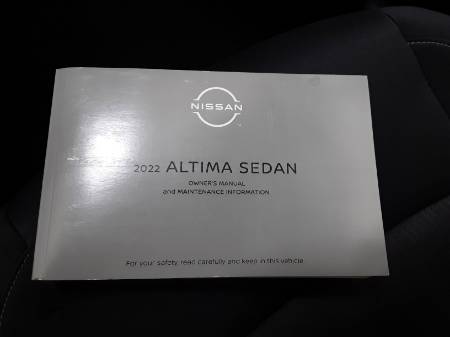 NISSAN
2022 ALTIMA SEDAN
OWNER'S MANUAL
and MAINTENANCE INFORMATION
For your safety, read carefully and keep in this vehicle.